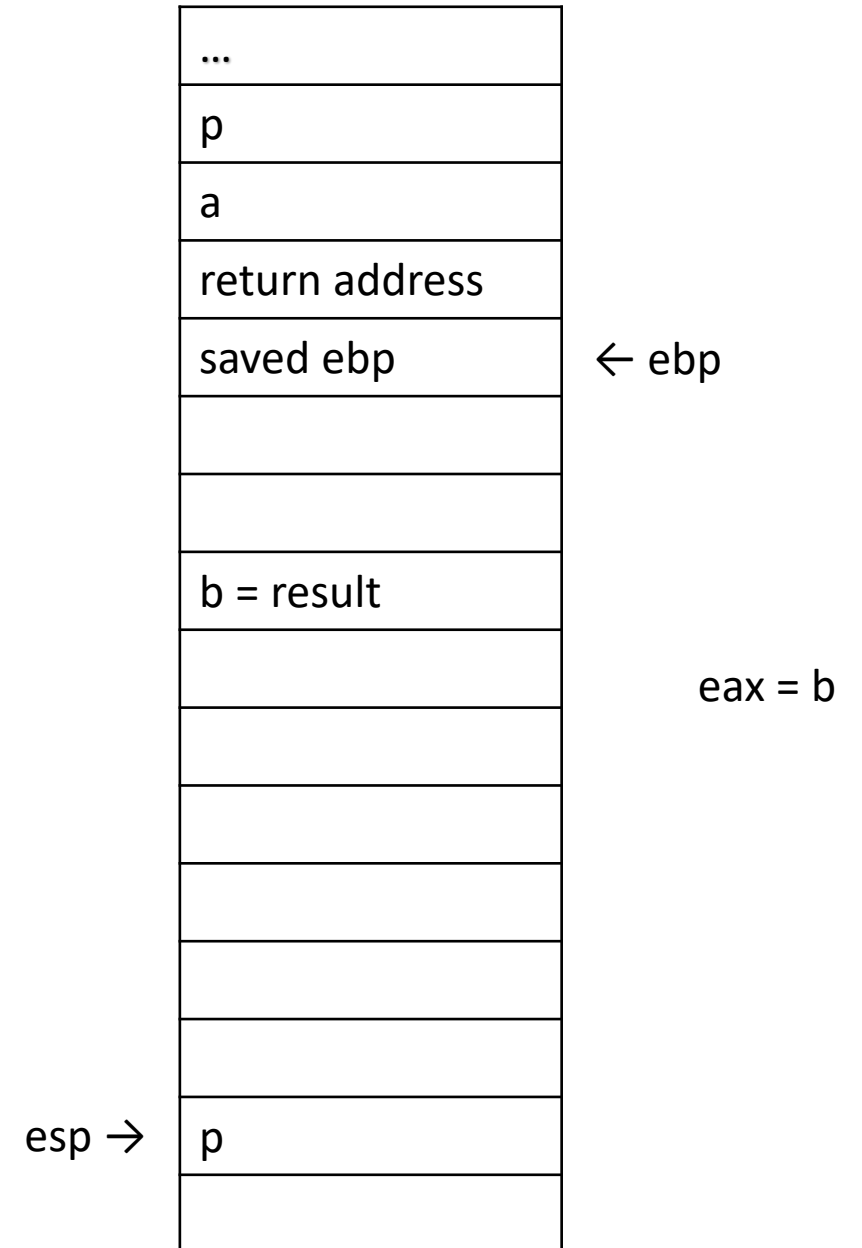 ...
p
a
return address
saved ebp ← ebp
b = result
eax = b
esp → p